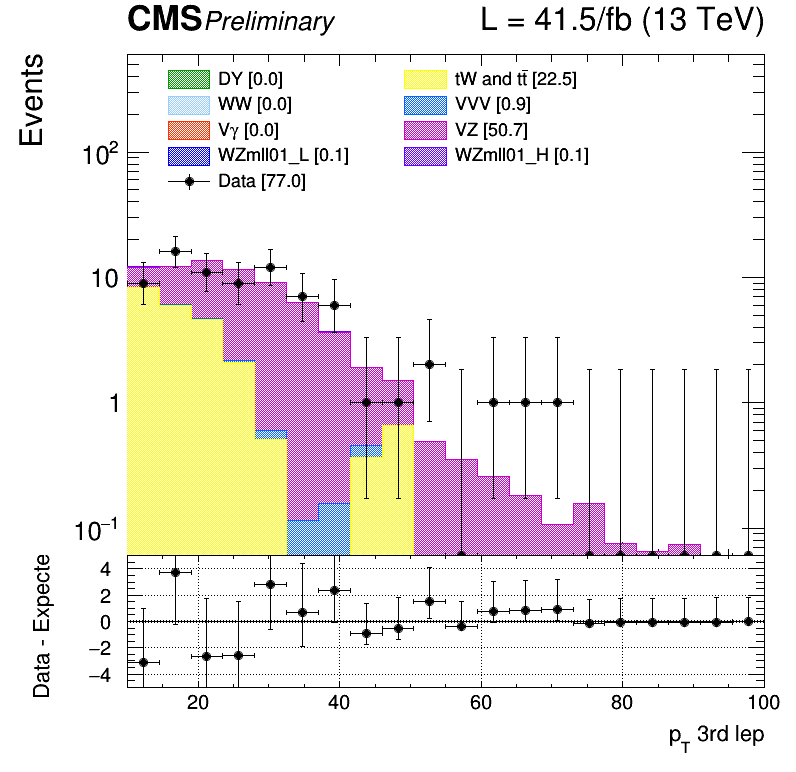 CMS Preliminary L = 41.5/fb (13 TeV)
Events
DY [0.0] tW and tt̄ [22.5]
WW [0.0] VVV [0.9]
Vγ [0.0] VZ [50.7]
WZmll01_L [0.1] WZmll01_H [0.1]
Data [77.0]
10²
10
1
10⁻¹
Data - Expecte
4
2
0
−2
−4
20 40 60 80 100
p_T 3rd lep